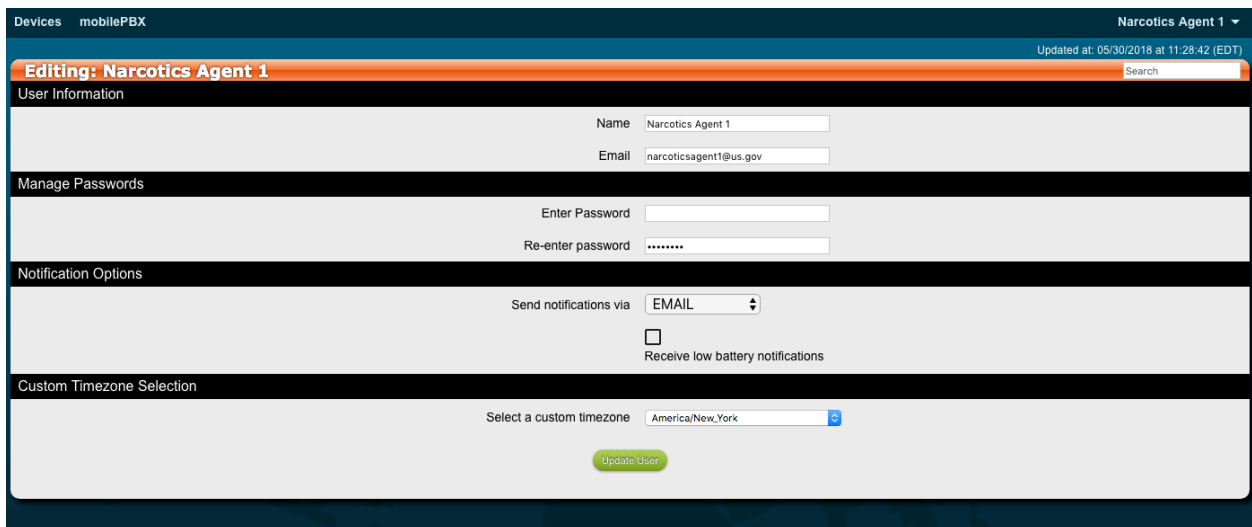 Devices mobilePBX Narcotics Agent 1
Updated at: 05/30/2018 at 11:28:42 (EDT)
Editing: Narcotics Agent 1 Search
User Information
Name Narcotics Agent 1
Email narcoticsagent1@us.gov
Manage Passwords
Enter Password
Re-enter password ••••••••
Notification Options
Send notifications via EMAIL
Receive low battery notifications
Custom Timezone Selection
Select a custom timezone America/New_York
Update User